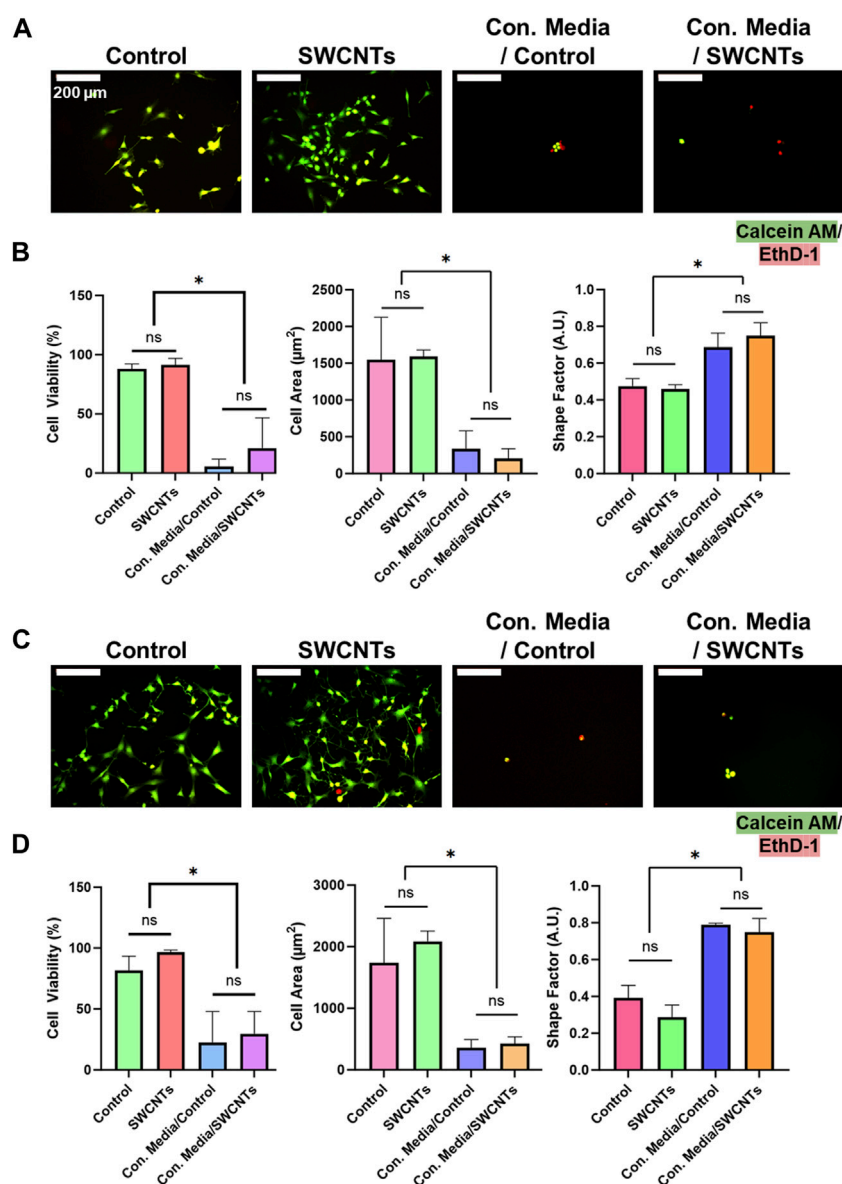 A
Control
SWCNTs
Con. Media
/ Control
Con. Media
/ SWCNTs
200 µm
Calcein AM/
EthD-1
B
Cell Viability (%)
150
100
50
0
ns
*
ns
Control
SWCNTs
Con. Media/Control
Con. Media/SWCNTs
Cell Area (µm²)
2500
2000
1500
1000
500
0
ns
*
ns
Control
SWCNTs
Con. Media/Control
Con. Media/SWCNTs
Shape Factor (A.U.)
1.0
0.8
0.6
0.4
0.2
0.0
ns
*
ns
Control
SWCNTs
Con. Media/Control
Con. Media/SWCNTs
C
Control
SWCNTs
Con. Media
/ Control
Con. Media
/ SWCNTs
Calcein AM/
EthD-1
D
Cell Viability (%)
150
100
50
0
ns
*
ns
Control
SWCNTs
Con. Media/Control
Con. Media/SWCNTs
Cell Area (µm²)
3000
2000
1000
0
ns
*
ns
Control
SWCNTs
Con. Media/Control
Con. Media/SWCNTs
Shape Factor (A.U.)
1.0
0.8
0.6
0.4
0.2
0.0
ns
*
ns
Control
SWCNTs
Con. Media/Control
Con. Media/SWCNTs